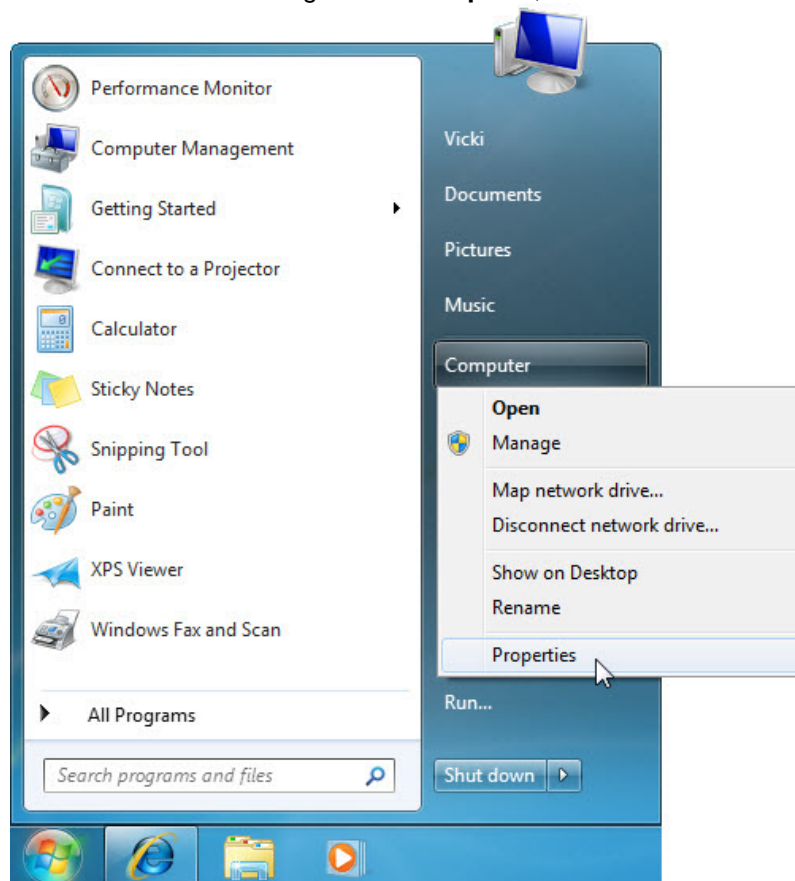 Performance Monitor
Computer Management
Getting Started
Connect to a Projector
Calculator
Sticky Notes
Snipping Tool
Paint
XPS Viewer
Windows Fax and Scan
All Programs
Search programs and files
Vicki
Documents
Pictures
Music
Computer
Open
Manage
Map network drive...
Disconnect network drive...
Show on Desktop
Rename
Properties
Run...
Shut down